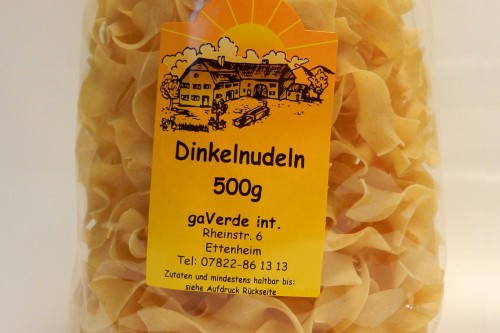 Dinkelnudeln
500g
gaVerde int.
Rheinstr. 6
Ettenheim
Tel: 07822-86 13 13
Zutaten und mindestens haltbar bis:
siehe Aufdruck Rückseite